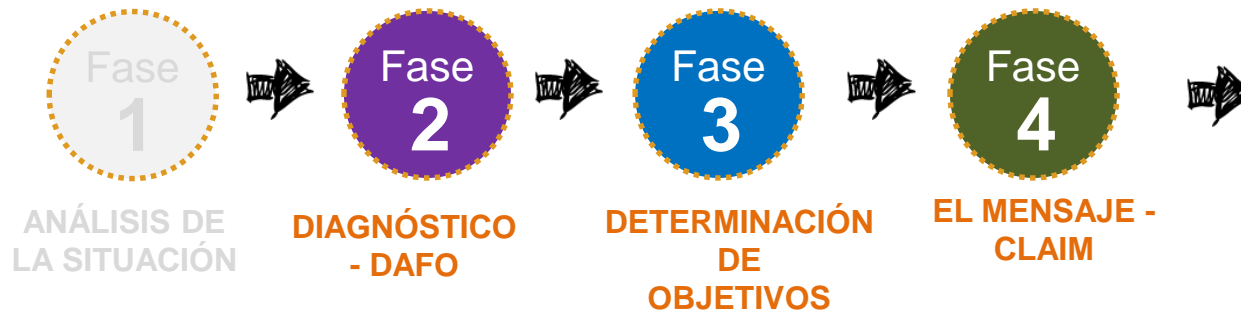 Fase
1
Fase
2
Fase
3
Fase
4
ANÁLISIS DE
LA SITUACIÓN
DIAGNÓSTICO
- DAFO
DETERMINACIÓN
DE
OBJETIVOS
EL MENSAJE -
CLAIM